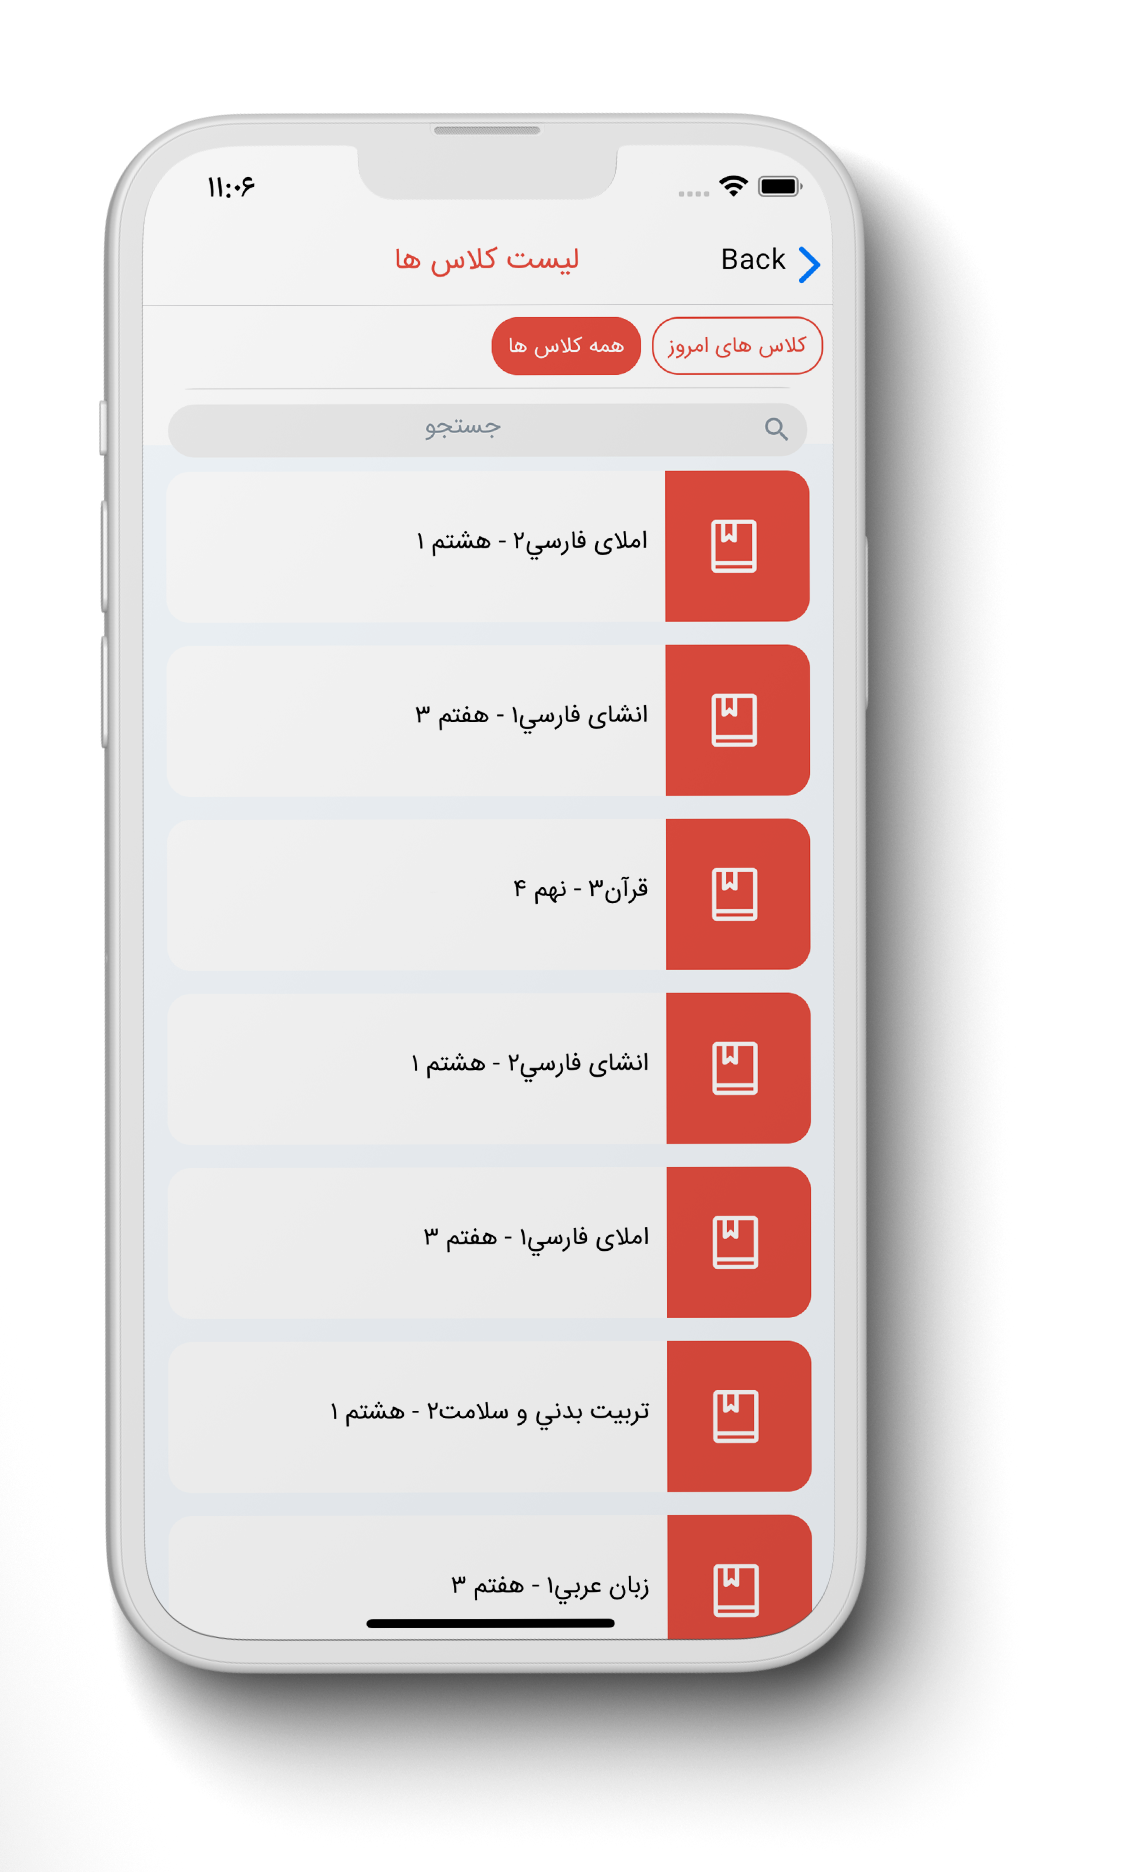 ۱۱:۰۶
Back
لیست کلاس ها
کلاس های امروز
همه کلاس ها
جستجو
املای فارسي۲ - هشتم ۱
انشای فارسي۱ - هفتم ۳
قرآن۳ - نهم ۴
انشای فارسي۲ - هشتم ۱
املای فارسي۱ - هفتم ۳
تربیت بدني و سلامت۲ - هشتم ۱
زبان عربي۱ - هفتم ۳